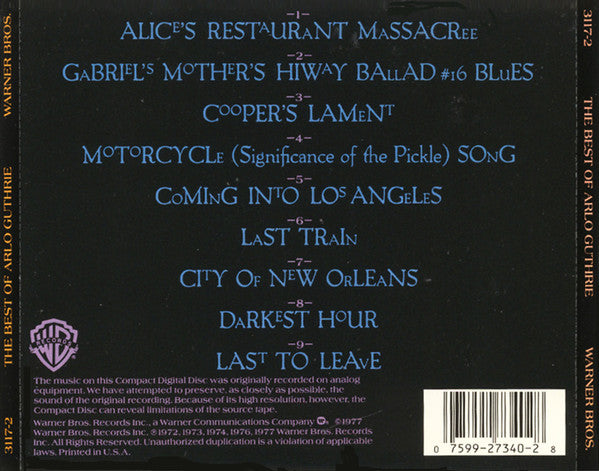 -1-
ALICE'S RESTAURANT MASSACREE
-2-
GABRIEL'S MOTHER'S HIWAY BALLAD #16 BLUES
-3-
COOPER'S LAMENT
-4-
MOTORCYCLE (Significance of the Pickle) SONG
-5-
COMING INTO LOS ANGELES
-6-
LAST TRAIN
-7-
CITY OF NEW ORLEANS
-8-
DARKEST HOUR
-9-
LAST TO LEAVE
WB
RECORDS
The music on this Compact Digital Disc was originally recorded on analog
equipment. We have attempted to preserve, as closely as possible, the
sound of the original recording. Because of its high resolution, however, the
Compact Disc can reveal limitations of the source tape.
Warner Bros. Records Inc., a Warner Communications Company ©1977
Warner Bros. Records Inc. ℗1972, 1973, 1974, 1976, 1977 Warner Bros. Records
Inc. All Rights Reserved. Unauthorized duplication is a violation of applicable
laws. Printed in U.S.A.
0 7599-27340-2 8
3117-2 THE BEST OF ARLO GUTHRIE WARNER BROS.
3117-2 THE BEST OF ARLO GUTHRIE WARNER BROS.